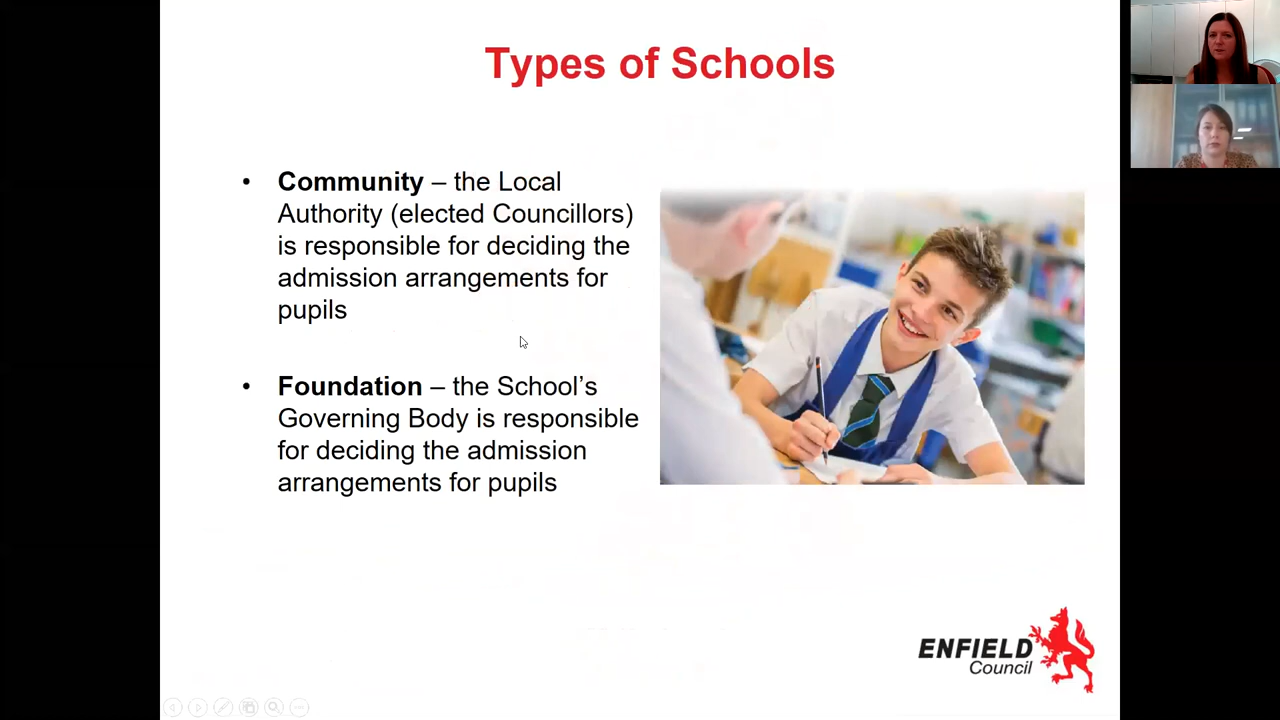 Types of Schools
• Community – the Local
Authority (elected Councillors)
is responsible for deciding the
admission arrangements for
pupils
• Foundation – the School’s
Governing Body is responsible
for deciding the admission
arrangements for pupils
ENFIELD
Council